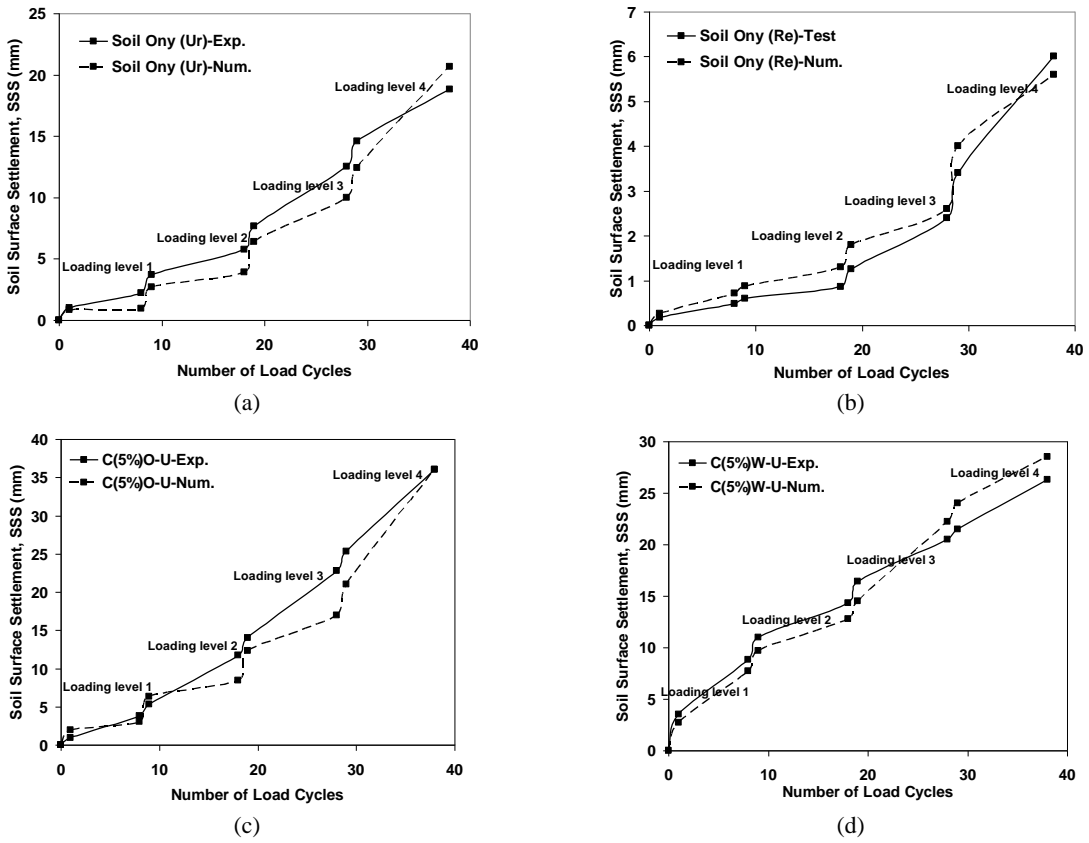 Soil Surface Settlement, SSS (mm)
25
20
15
10
5
0
Soil Ony (Ur)-Exp.
Soil Ony (Ur)-Num.
Loading level 4
Loading level 3
Loading level 2
Loading level 1
0 10 20 30 40
Number of Load Cycles
(a)
Soil Surface Settlement, SSS (mm)
7
6
5
4
3
2
1
0
Soil Ony (Re)-Test
Soil Ony (Re)-Num.
Loading level 4
Loading level 3
Loading level 2
Loading level 1
0 10 20 30 40
Number of Load Cycles
(b)
Soil Surface Settlement, SSS (mm)
40
35
30
25
20
15
10
5
0
C(5%)O-U-Exp.
C(5%)O-U-Num.
Loading level 4
Loading level 3
Loading level 2
Loading level 1
0 10 20 30 40
Number of Load Cycles
(c)
Soil Surface Settlement, SSS (mm)
30
25
20
15
10
5
0
C(5%)W-U-Exp.
C(5%)W-U-Num.
Loading level 4
Loading level 3
Loading level 2
Loading level 1
0 10 20 30 40
Number of Load Cycles
(d)